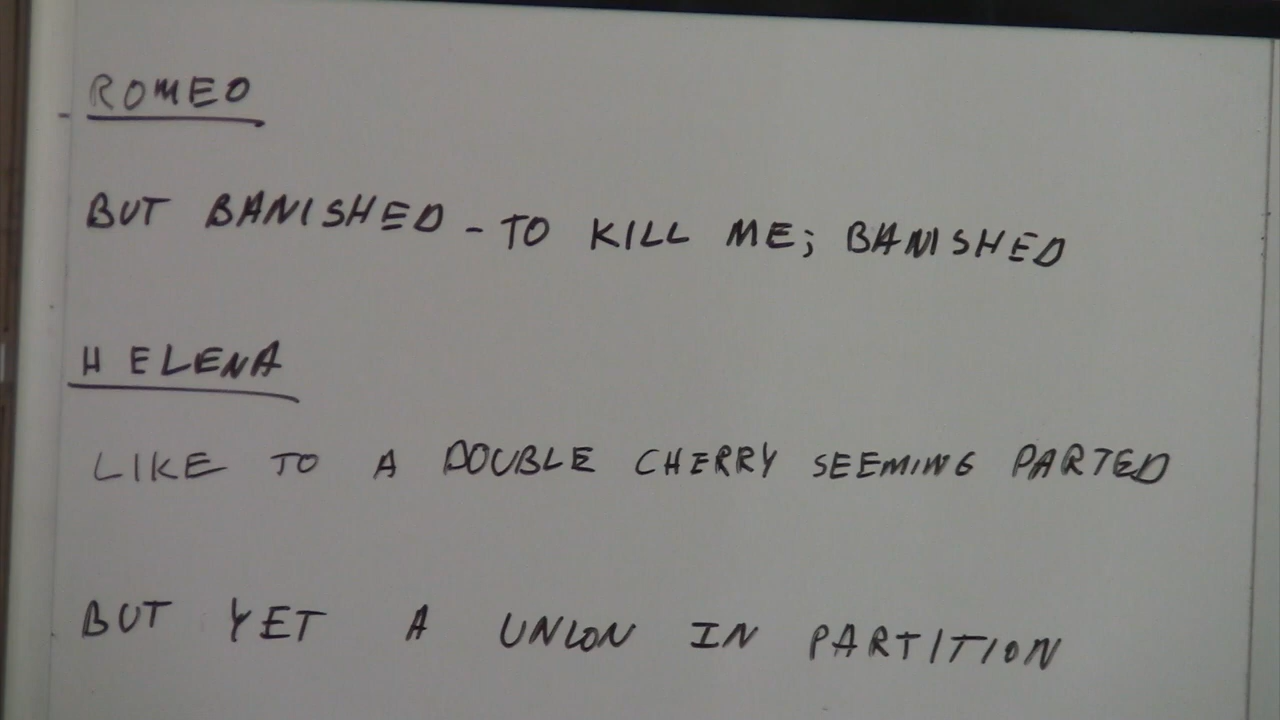 ROMEO
BUT BANISHED - TO KILL ME; BANISHED
HELENA
LIKE TO A DOUBLE CHERRY SEEMING PARTED
BUT YET A UNION IN PARTITION